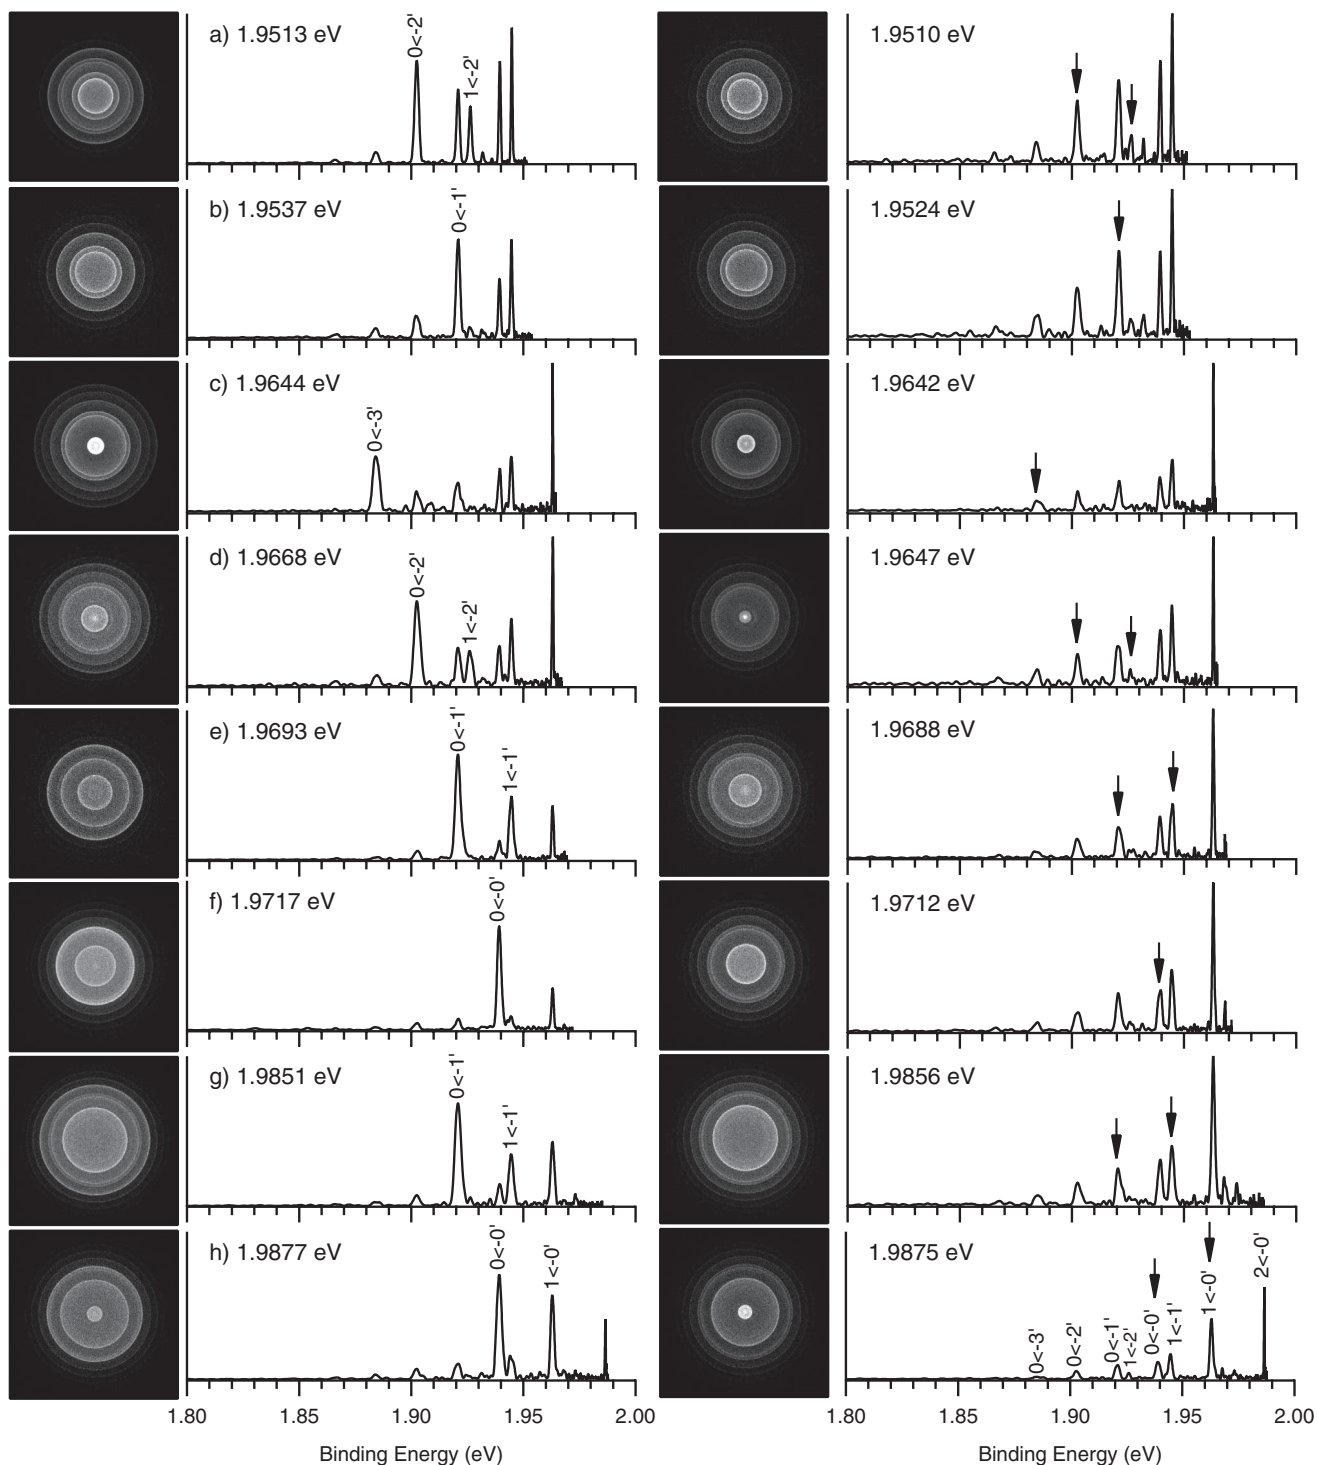 a) 1.9513 eV
0<-2'
1<-2'
1.9510 eV
b) 1.9537 eV
0<-1'
1.9524 eV
c) 1.9644 eV
0<-3'
1.9642 eV
d) 1.9668 eV
0<-2'
1<-2'
1.9647 eV
e) 1.9693 eV
0<-1'
1<-1'
1.9688 eV
f) 1.9717 eV
0<-0'
1.9712 eV
g) 1.9851 eV
0<-1'
1<-1'
1.9856 eV
h) 1.9877 eV
0<-0'
1<-0'
1.9875 eV
0<-3'
0<-2'
0<-1'
1<-2'
0<-0'
1<-1'
1<-0'
2<-0'
1.80 1.85 1.90 1.95 2.00
1.80 1.85 1.90 1.95 2.00
Binding Energy (eV)
Binding Energy (eV)